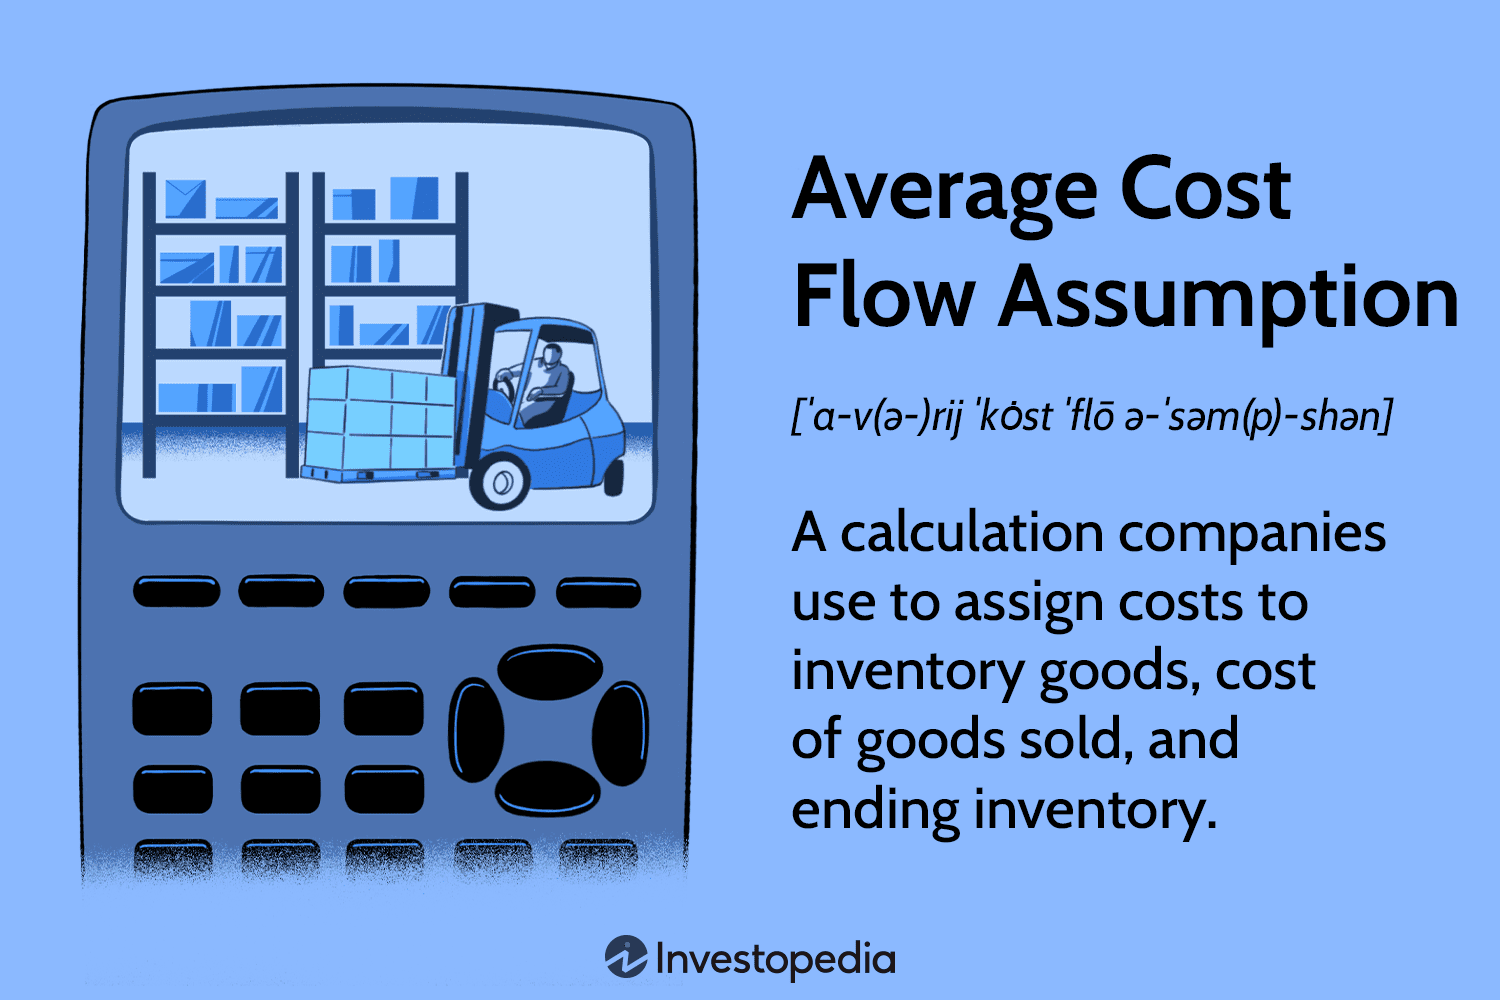 Average Cost
Flow Assumption
[ˈɑ-v(ə-)rij ˈkȯst ˈflō ə-ˈsəm(p)-shən]
A calculation companies
use to assign costs to
inventory goods, cost
of goods sold, and
ending inventory.
Investopedia